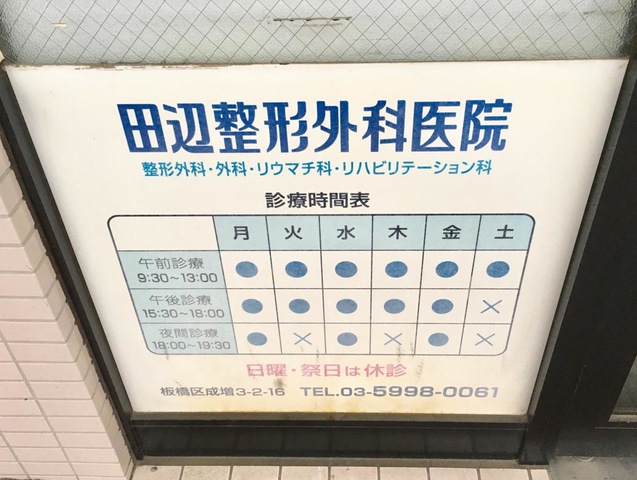 田辺整形外科医院
整形外科・外科・リウマチ科・リハビリテーション科
診療時間表
月 火 水 木 金 土
午前診療 9:30～13:00 ● ● ● ● ● ●
午後診療 15:30～18:00 ● ● ● ● ● ×
夜間診療 18:00～19:30 ● × ● × ● ×
日曜・祭日は休診
板橋区成増3-2-16 TEL.03-5998-0061